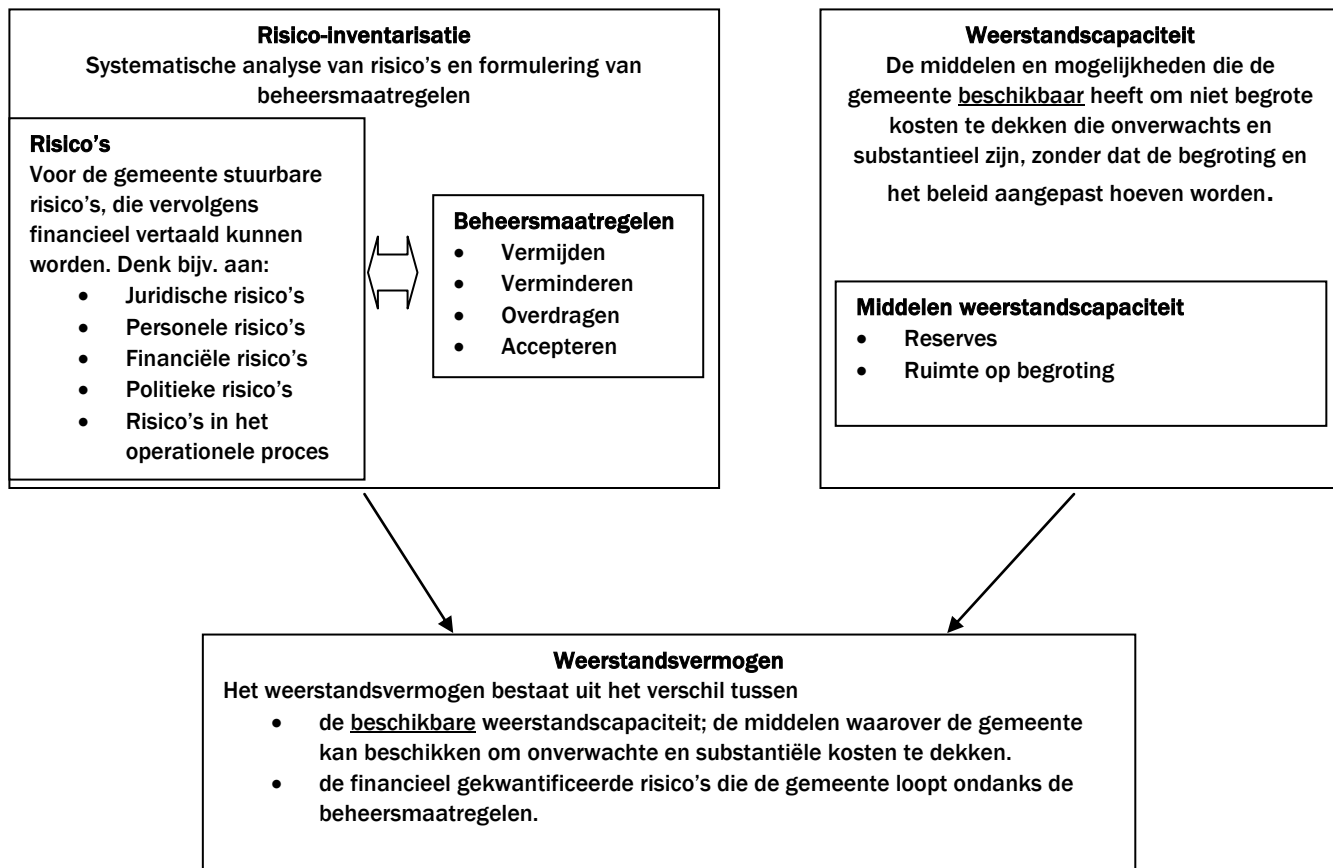 Risico-inventarisatie
Systematische analyse van risico's en formulering van
beheersmaatregelen
Risico's
Voor de gemeente stuurbare
risico's, die vervolgens
financieel vertaald kunnen
worden. Denk bijv. aan:
• Juridische risico's
• Personele risico's
• Financiële risico's
• Politieke risico's
• Risico's in het
operationele proces
Beheersmaatregelen
• Vermijden
• Verminderen
• Overdragen
• Accepteren
Weerstandscapaciteit
De middelen en mogelijkheden die de
gemeente beschikbaar heeft om niet begrote
kosten te dekken die onverwachts en
substantieel zijn, zonder dat de begroting en
het beleid aangepast hoeven worden.
Middelen weerstandscapaciteit
• Reserves
• Ruimte op begroting
Weerstandsvermogen
Het weerstandsvermogen bestaat uit het verschil tussen
• de beschikbare weerstandscapaciteit; de middelen waarover de gemeente
kan beschikken om onverwachte en substantiële kosten te dekken.
• de financieel gekwantificeerde risico's die de gemeente loopt ondanks de
beheersmaatregelen.